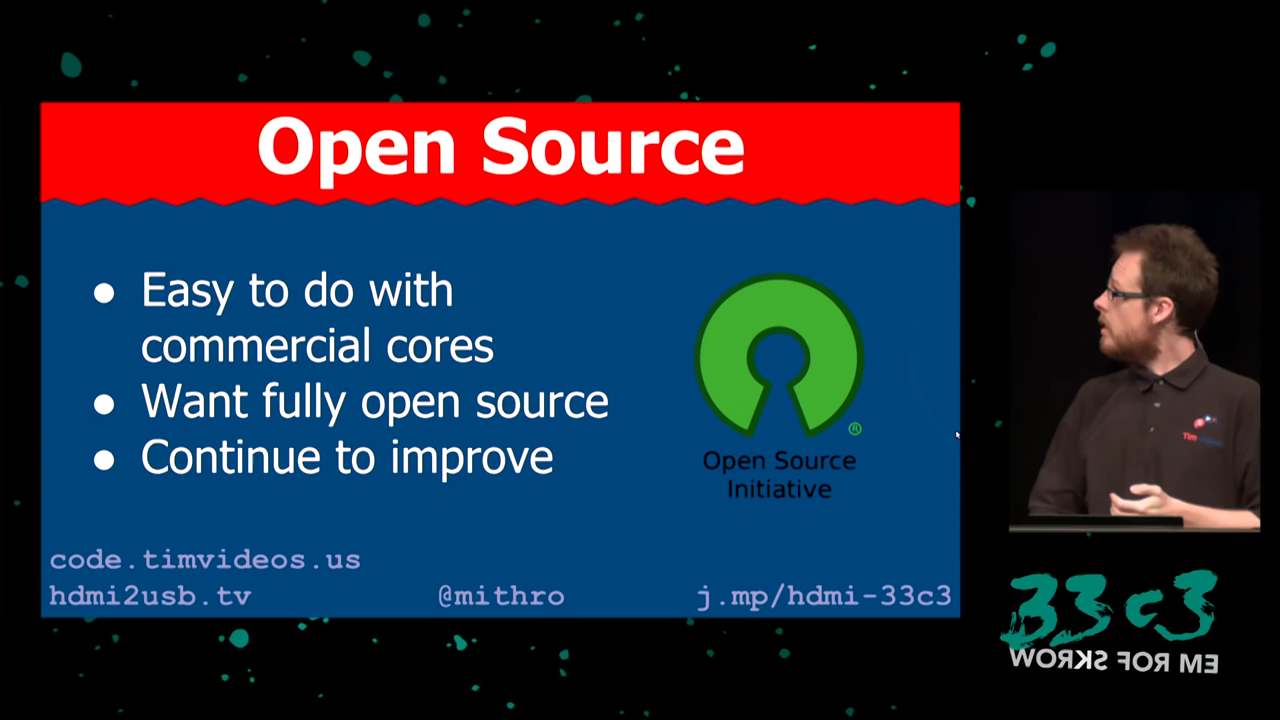 Open Source
● Easy to do with
commercial cores
● Want fully open source
● Continue to improve
®
Open Source
Initiative
code.timvideos.us
hdmi2usb.tv
@mithro
j.mp/hdmi-33c3
Tim
33c3
WORKS FOR ME